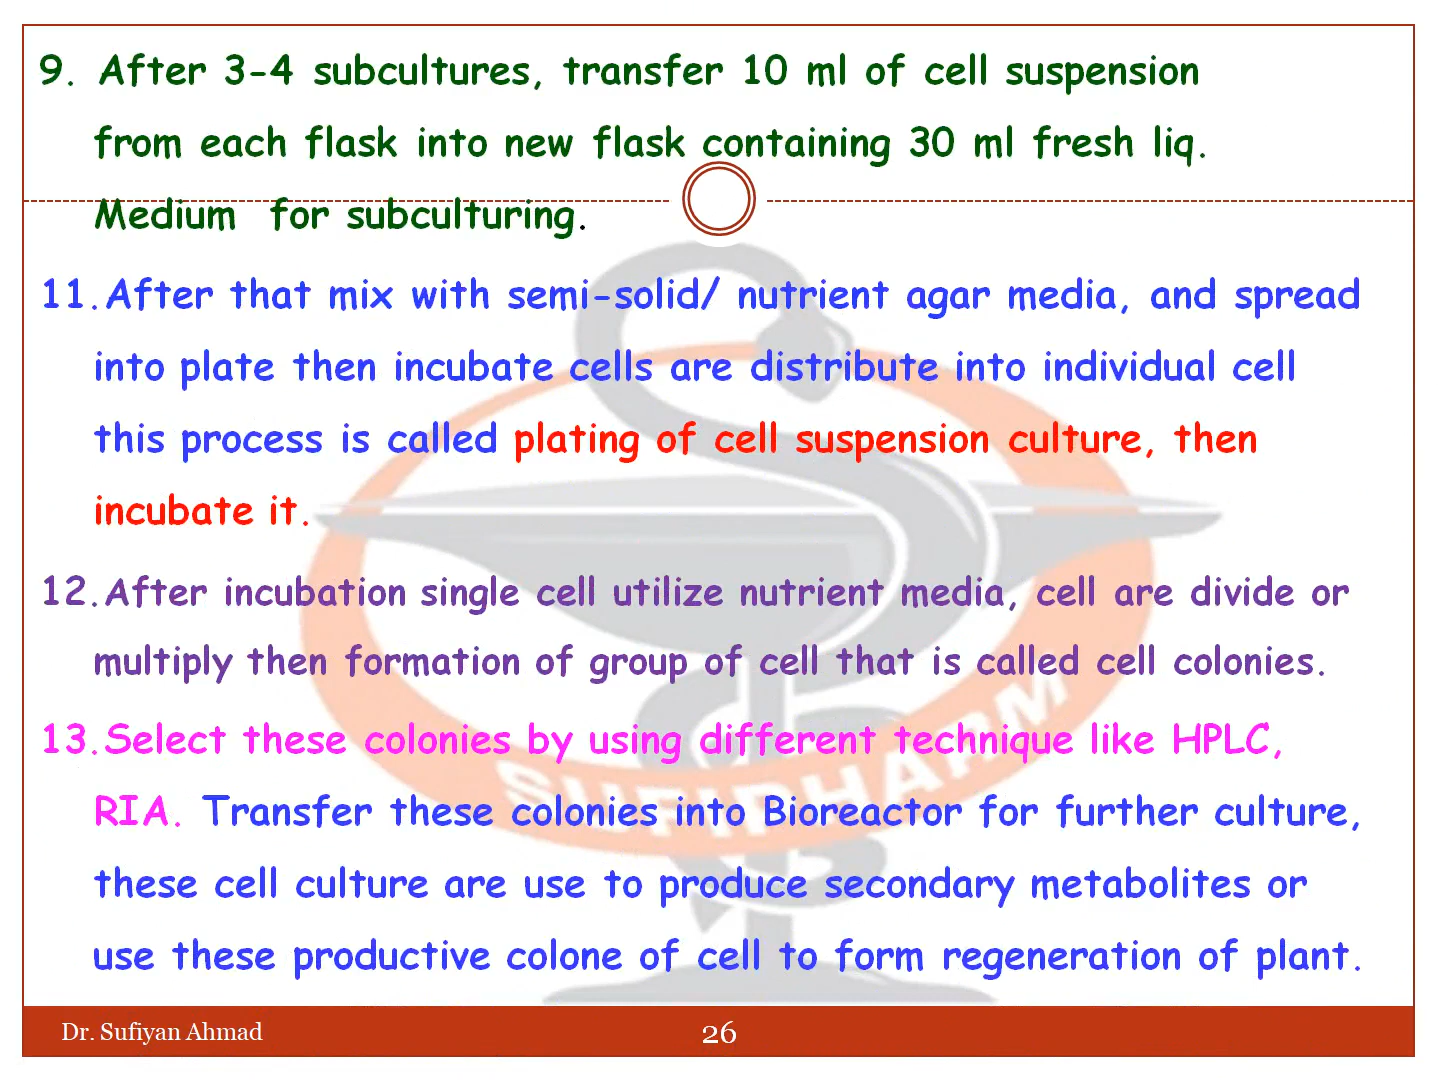 9. After 3-4 subcultures, transfer 10 ml of cell suspension
from each flask into new flask containing 30 ml fresh liq.
Medium for subculturing.
11.After that mix with semi-solid/ nutrient agar media, and spread
into plate then incubate cells are distribute into individual cell
this process is called plating of cell suspension culture, then
incubate it.
12.After incubation single cell utilize nutrient media, cell are divide or
multiply then formation of group of cell that is called cell colonies.
13.Select these colonies by using different technique like HPLC,
RIA. Transfer these colonies into Bioreactor for further culture,
these cell culture are use to produce secondary metabolites or
use these productive colone of cell to form regeneration of plant.
SUFIPHARM
Dr. Sufiyan Ahmad
26